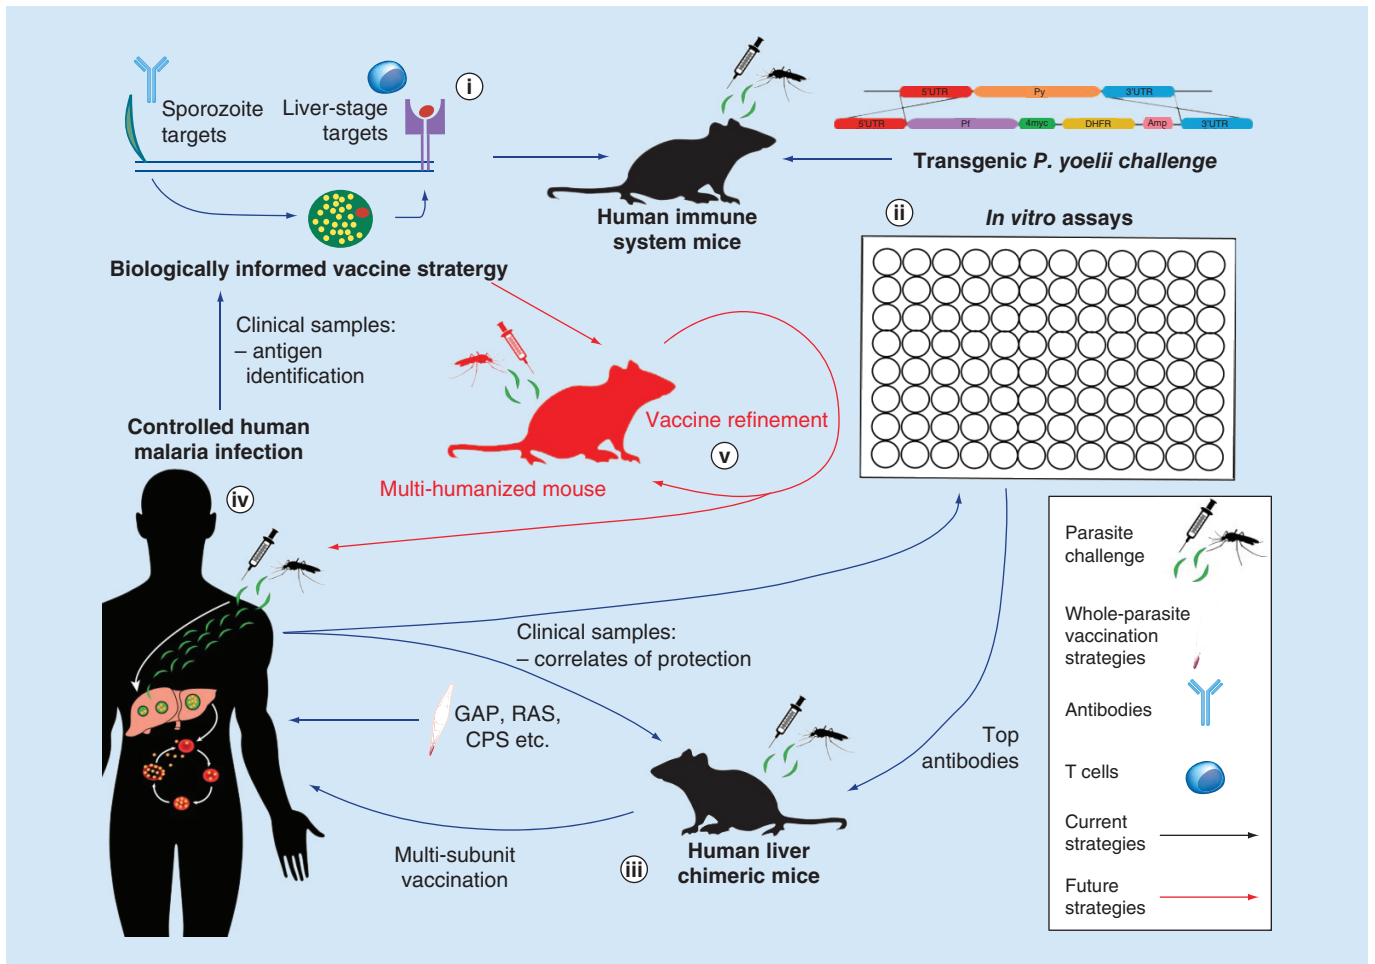 Sporozoite
targets
Liver-stage
targets
i
5'UTR
Py
3'UTR
5'UTR
Pf
4myc
DHFR
Amp
3'UTR
Transgenic P. yoelii challenge
Human immune
system mice
ii
In vitro assays
Biologically informed vaccine stratergy
Clinical samples:
– antigen
identification
Controlled human
malaria infection
Vaccine refinement
v
Multi-humanized mouse
iv
Clinical samples:
– correlates of protection
GAP, RAS,
CPS etc.
Top
antibodies
Multi-subunit
vaccination
iii
Human liver
chimeric mice
Parasite
challenge
Whole-parasite
vaccination
strategies
Antibodies
T cells
Current
strategies
Future
strategies